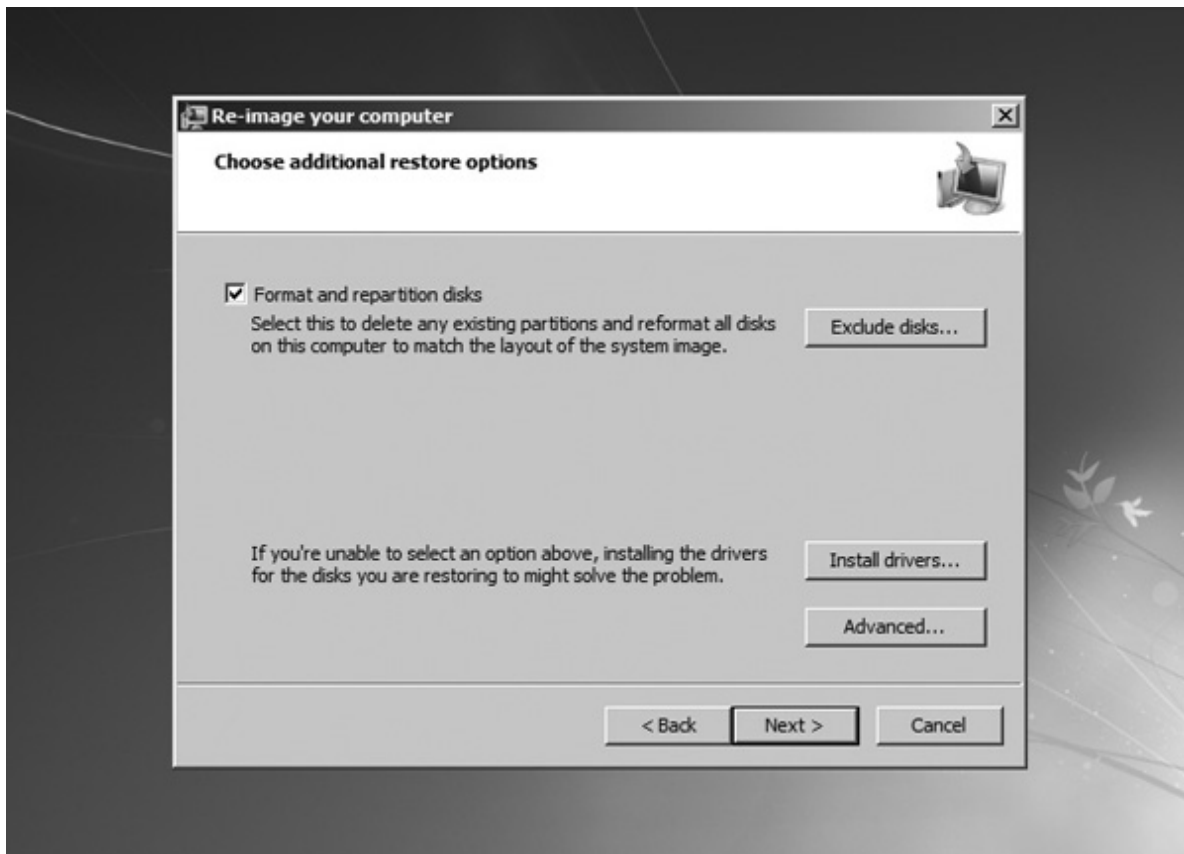 Re-image your computer
Choose additional restore options
Format and repartition disks
Select this to delete any existing partitions and reformat all disks
on this computer to match the layout of the system image.
Exclude disks...
If you're unable to select an option above, installing the drivers
for the disks you are restoring to might solve the problem.
Install drivers...
Advanced...
< Back
Next >
Cancel